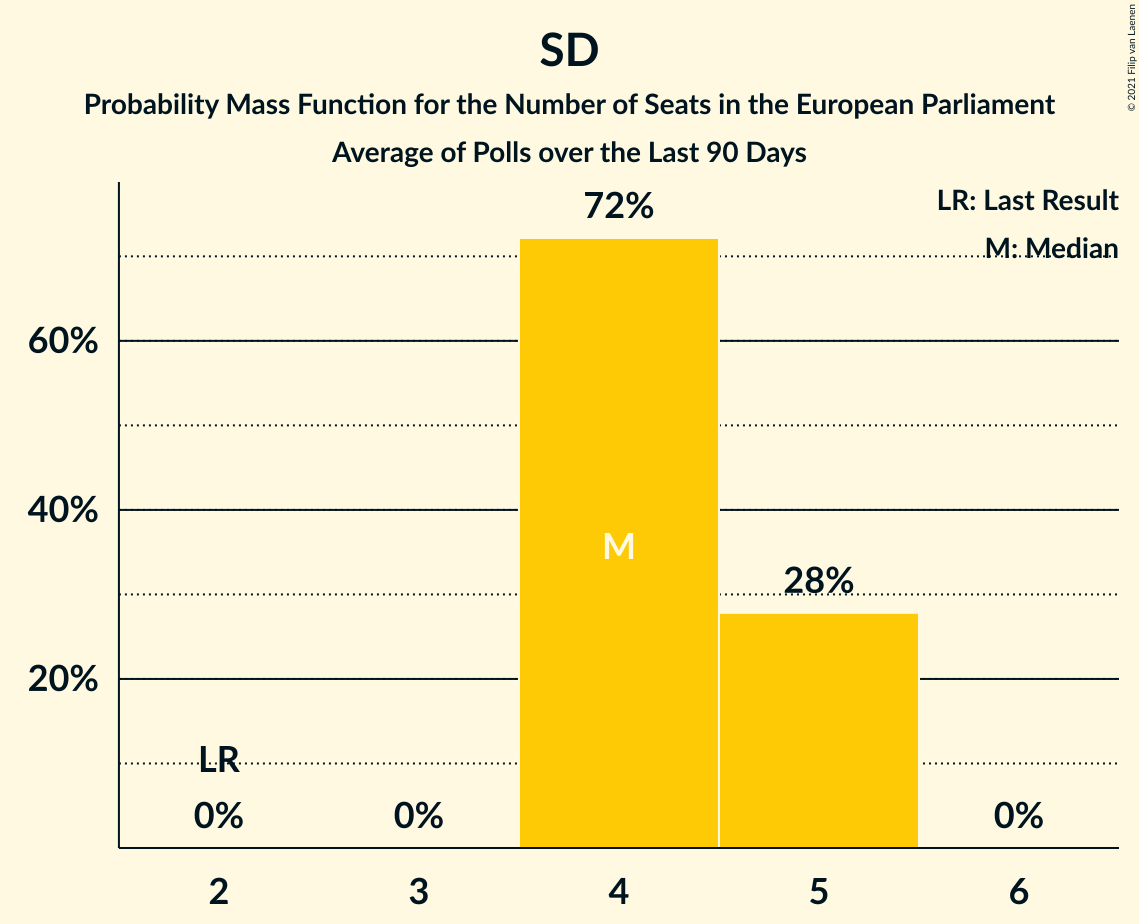 SD
Probability Mass Function for the Number of Seats in the European Parliament
Average of Polls over the Last 90 Days
© 2021 Filip van Laenen
LR: Last Result
M: Median
72%
60%
40%
M
28%
20%
LR
0%
0%
0%
2
3
4
5
6